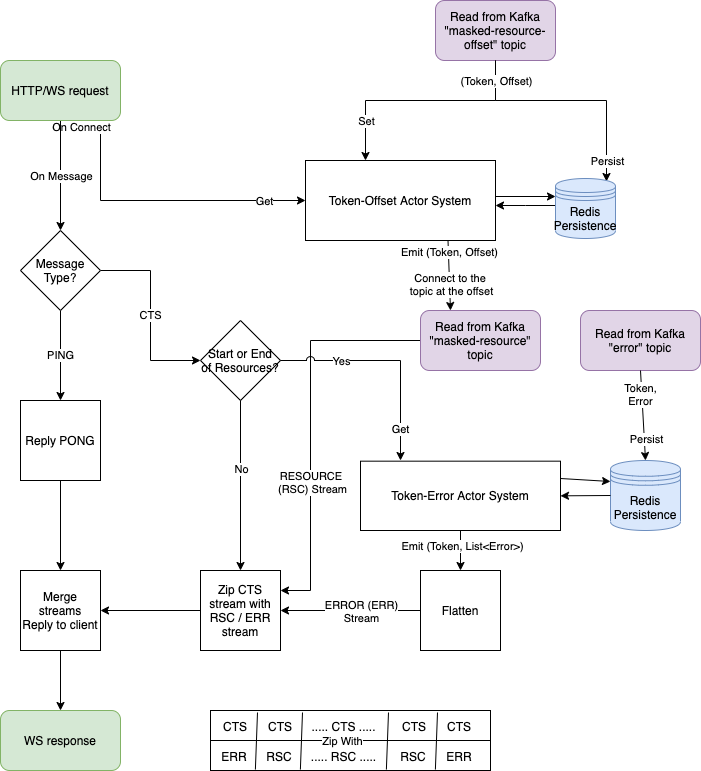 Read from Kafka
"masked-resource-
offset" topic
(Token, Offset)
HTTP/WS request
On Connect
Set
Persist
On Message
Get
Token-Offset Actor System
Redis
Persistence
Emit (Token, Offset)
Connect to the
topic at the offset
Message
Type?
CTS
PING
Read from Kafka
"masked-resource"
topic
Read from Kafka
"error" topic
Start or End
of Resources?
Yes
Token,
Error
Persist
Get
Reply PONG
No
RESOURCE
(RSC) Stream
Token-Error Actor System
Redis
Persistence
Emit (Token, List<Error>)
Merge
streams
Reply to client
Zip CTS
stream with
RSC / ERR
stream
ERROR (ERR)
Stream
Flatten
WS response
CTS CTS ..... CTS ..... CTS CTS
Zip With
ERR RSC ..... RSC ..... RSC ERR